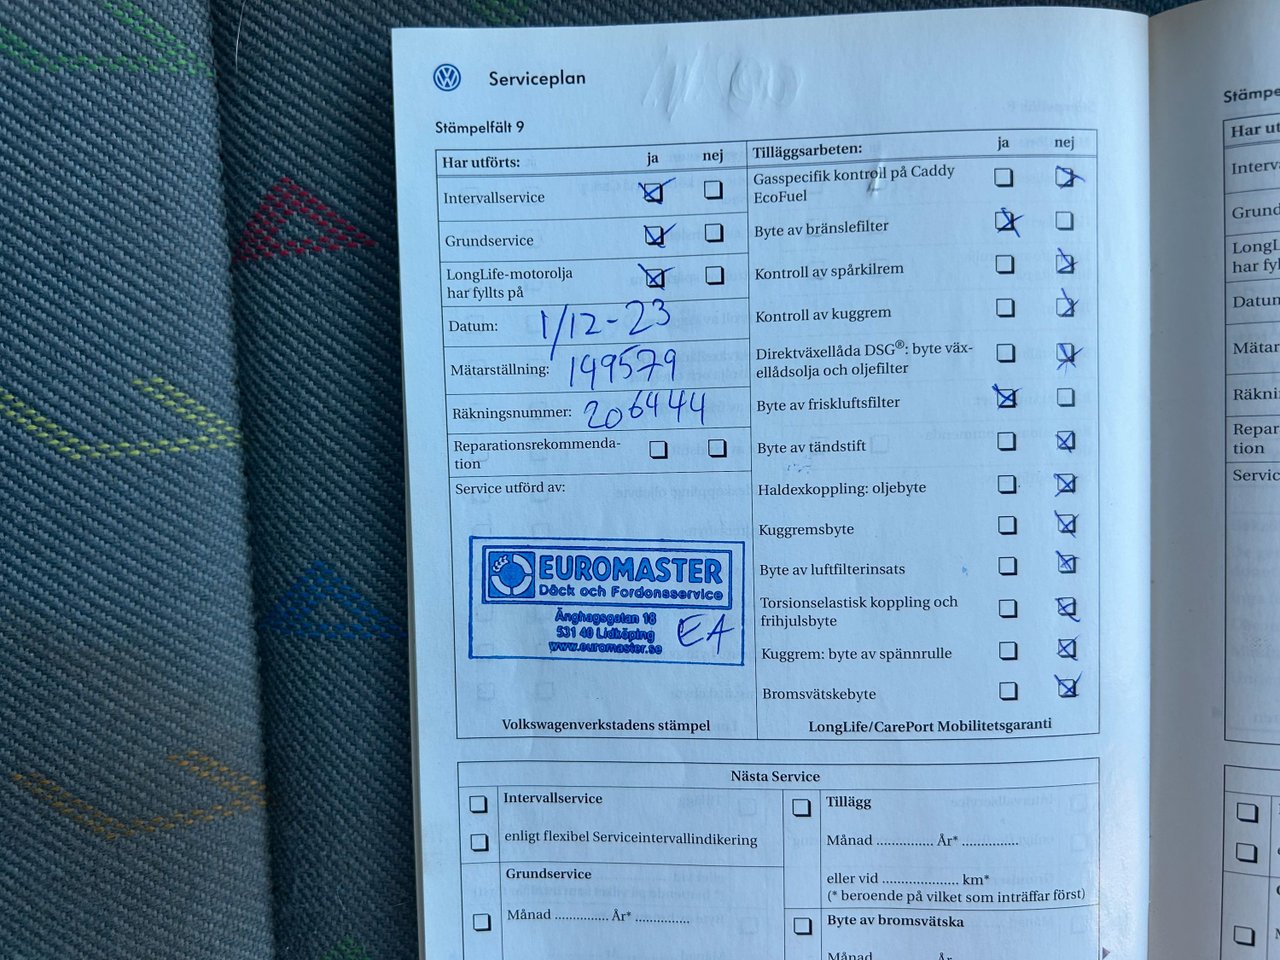 Serviceplan
Stämpelfält 9
Har utförts: ja nej
Intervallservice
Grundservice
LongLife-motorolja
har fyllts på
Datum: 1/12-23
Mätarställning: 149579
Räkningsnummer: 206444
Reparationsrekommenda-
tion
Service utförd av:
EUROMASTER
Däck och Fordonsservice
Änghagsgatan 18
531 40 Lidköping
www.euromaster.se
EA
Volkswagenverkstadens stämpel
Tilläggsarbeten: ja nej
Gasspecifik kontroll på Caddy
EcoFuel
Byte av bränslefilter
Kontroll av spårkilrem
Kontroll av kuggrem
Direktväxellåda DSG®: byte väx-
ellådsolja och oljefilter
Byte av friskluftsfilter
Byte av tändstift
Haldexkoppling: oljebyte
Kuggremsbyte
Byte av luftfilterinsats
Torsionselastisk koppling och
frihjulsbyte
Kuggrem: byte av spännrulle
Bromsvätskebyte
LongLife/CarePort Mobilitetsgaranti
Nästa Service
Intervallservice
enligt flexibel Serviceintervallindikering
Grundservice
Månad ............... År* ...............
Tillägg
Månad ............... År* ...............
eller vid .................... km*
(* beroende på vilket som inträffar först)
Byte av bromsvätska
Månad År*
Stämpe
Har ut
Interva
Grund
LongL
har fyl
Datum
Mätar
Räkni
Repar
tion
Servic